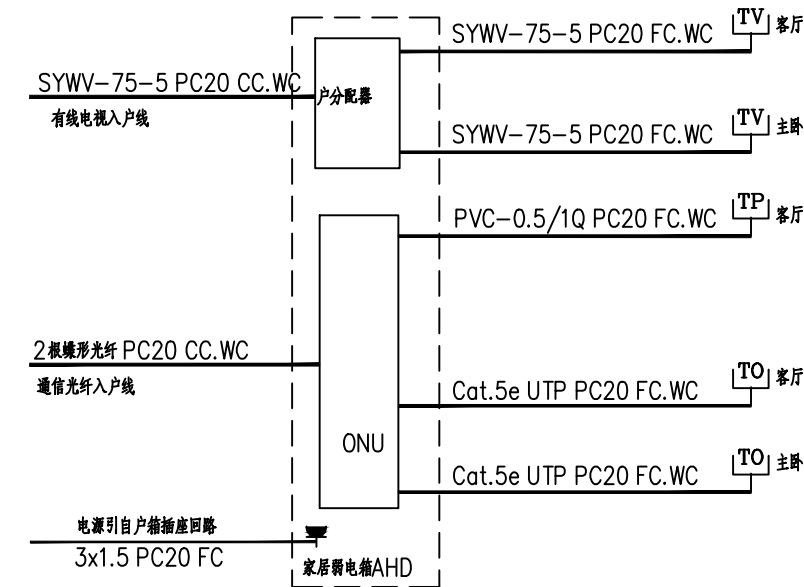 SYWV-75-5 PC20 FC.WC
TV 客厅
SYWV-75-5 PC20 CC.WC
有线电视入户线
户分配器
SYWV-75-5 PC20 FC.WC
TV 主卧
PVC-0.5/1Q PC20 FC.WC
TP 客厅
2根蝶形光纤 PC20 CC.WC
通信光纤入户线
Cat.5e UTP PC20 FC.WC
TO 客厅
ONU
Cat.5e UTP PC20 FC.WC
TO 主卧
电源引自户箱插座回路
3x1.5 PC20 FC
家居弱电箱AHD